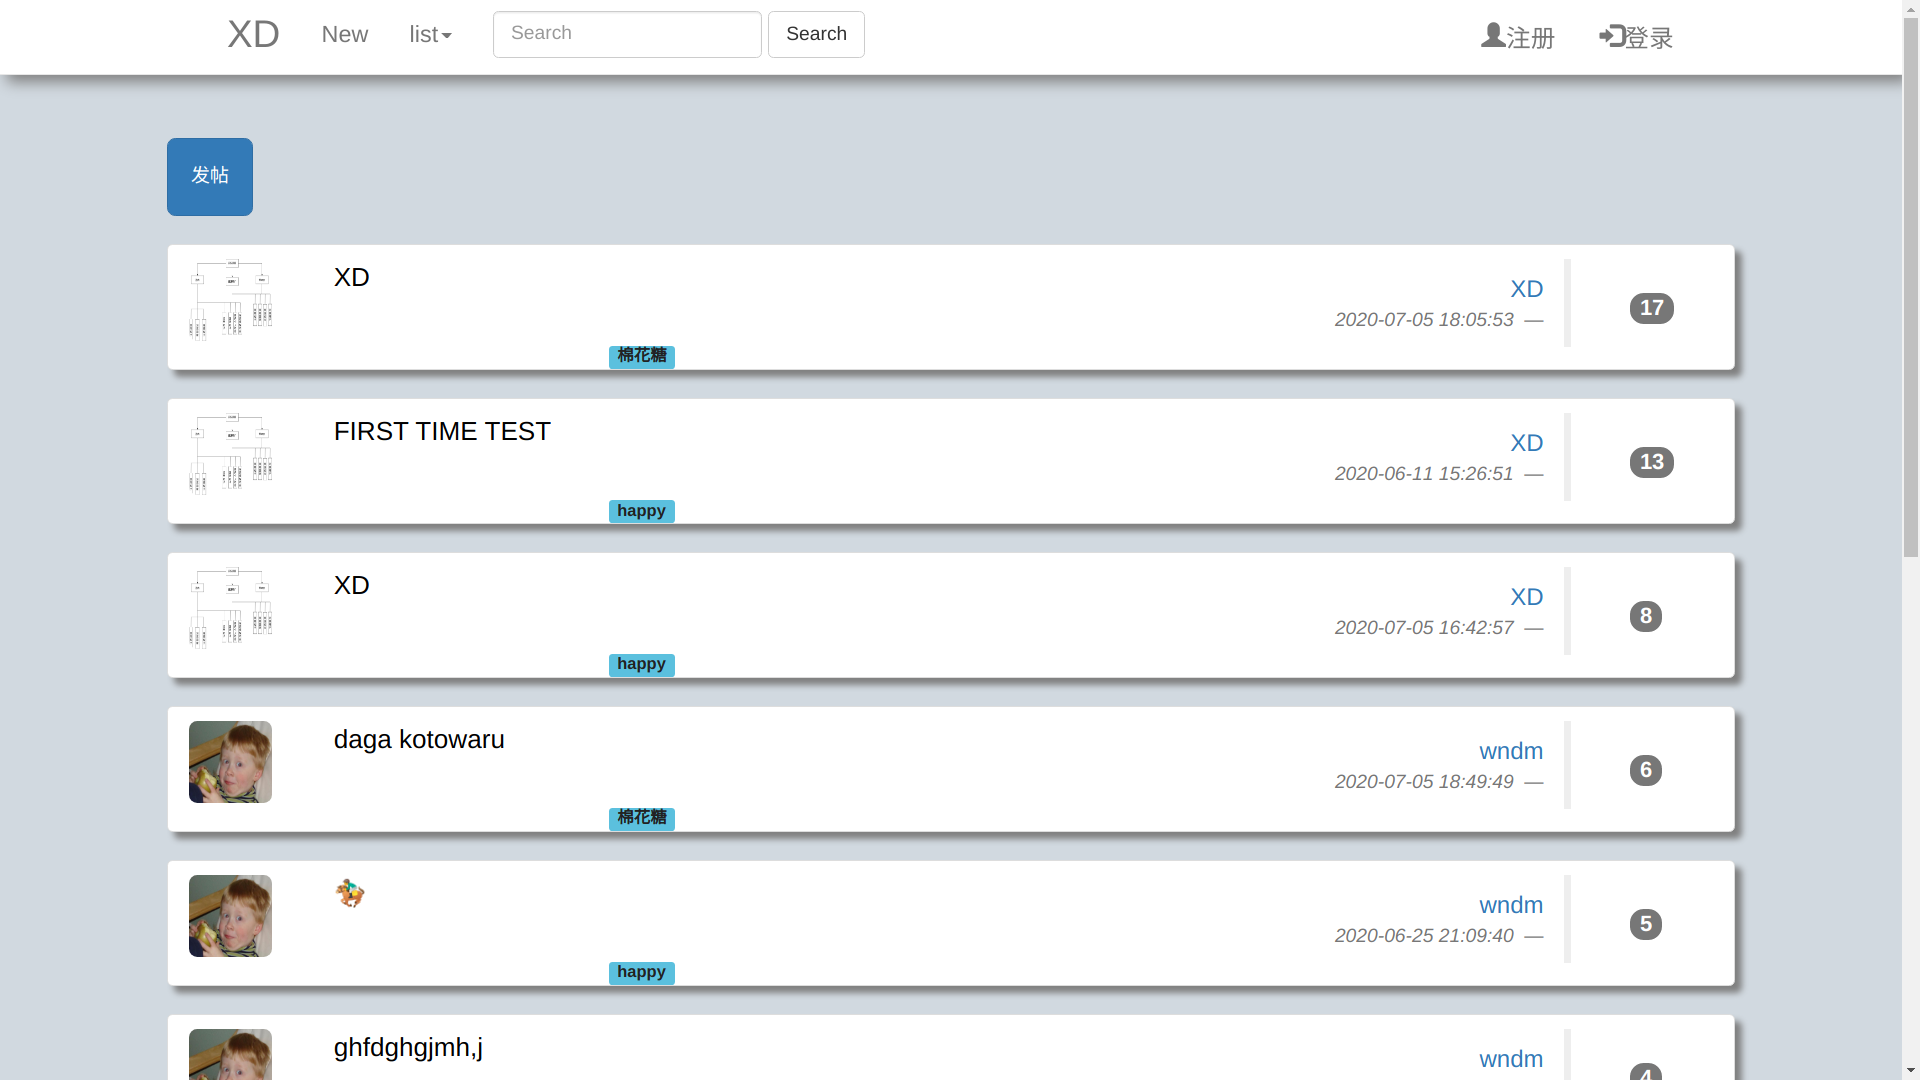 XD New list Search Search 注册 登录
发帖
XD
XD
2020-07-05 18:05:53 —
17
棉花糖
FIRST TIME TEST
XD
2020-06-11 15:26:51 —
13
happy
XD
XD
2020-07-05 16:42:57 —
8
happy
daga kotowaru
wndm
2020-07-05 18:49:49 —
6
棉花糖
🏇
wndm
2020-06-25 21:09:40 —
5
happy
ghfdghgjmh,j
wndm
4